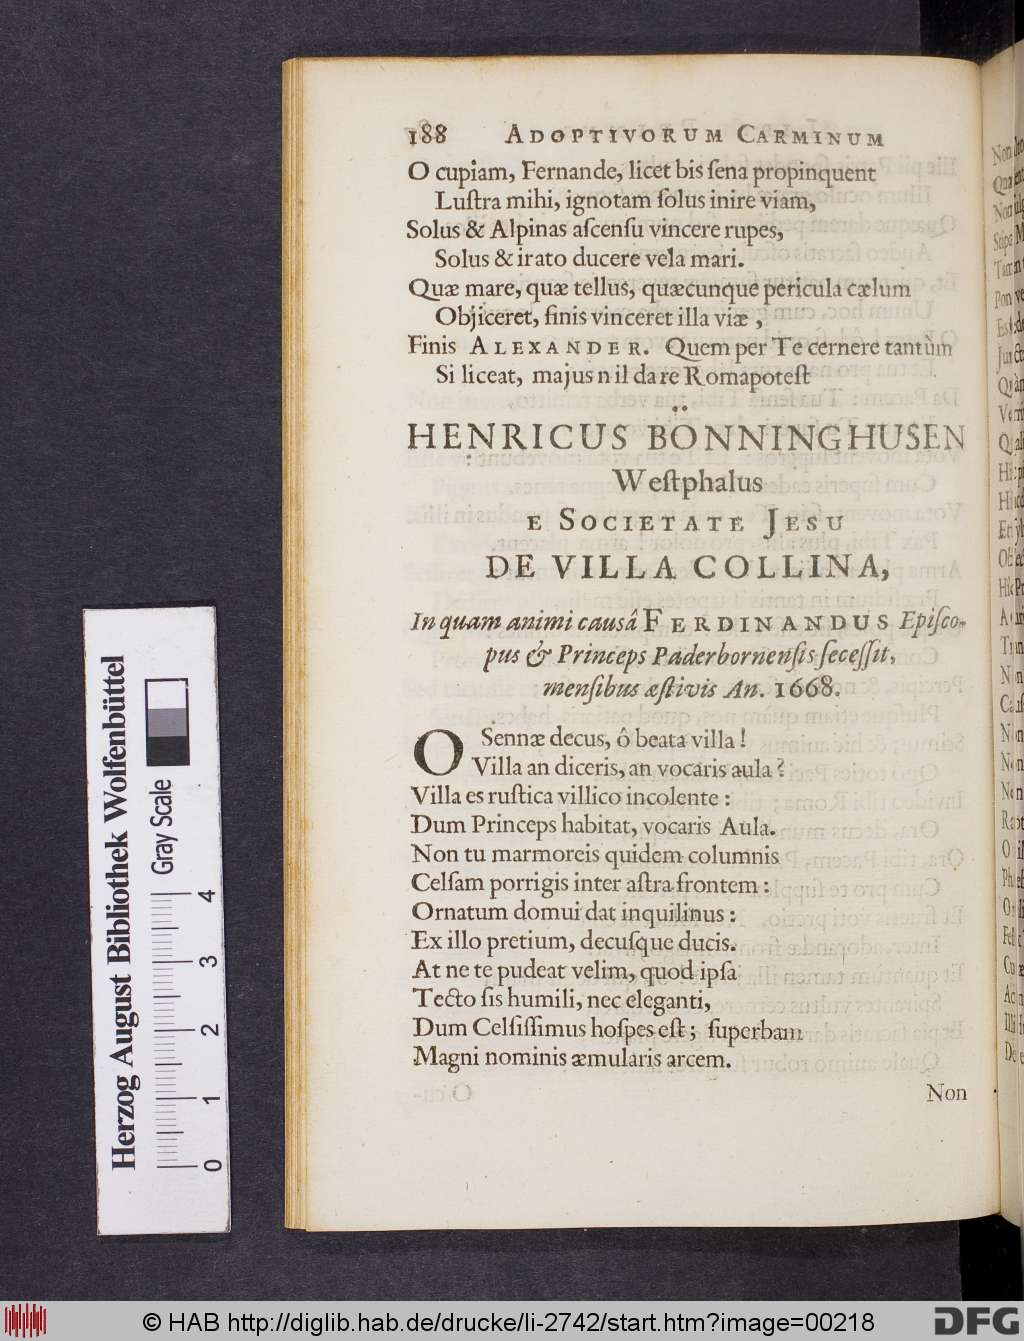 188 ADOPTIVORUM CARMINUM
O cupiam, Fernande, licet bis ſena propinquent
Luſtra mihi, ignotam ſolus inire viam,
Solus & Alpinas aſcenſu vincere rupes,
Solus & irato ducere vela mari.
Quæ mare, quæ tellus, quæcunque pericula cælum
Objiceret, finis vinceret illa viæ,
Finis ALEXANDER. Quem per Te cernere tantùm
Si liceat, majus nil dare Roma poteſt
HENRICUS BÖNNINGHUSEN
Weſtphalus
E SOCIETATE JESU
DE VILLA COLLINA,
In quam animi causâ FERDINANDUS Epiſco-
pus & Princeps Paderbornenſis ſeceſſit,
menſibus æſtivis An. 1668.
O Sennæ decus, ô beata villa!
Villa an diceris, an vocaris aula?
Villa es ruſtica villico incolente:
Dum Princeps habitat, vocaris Aula.
Non tu marmoreis quidem columnis
Celſam porrigis inter aſtra frontem:
Ornatum domui dat inquilinus:
Ex illo pretium, decuſque ducis.
At ne te pudeat velim, quod ipſa
Tecto ſis humili, nec eleganti,
Dum Celſiſſimus hoſpes eſt; ſuperbam
Magni nominis æmularis arcem.
Non
Herzog August Bibliothek Wolfenbüttel
Gray Scale
0 1 2 3 4
© HAB http://diglib.hab.de/drucke/li-2742/start.htm?image=00218
DFG